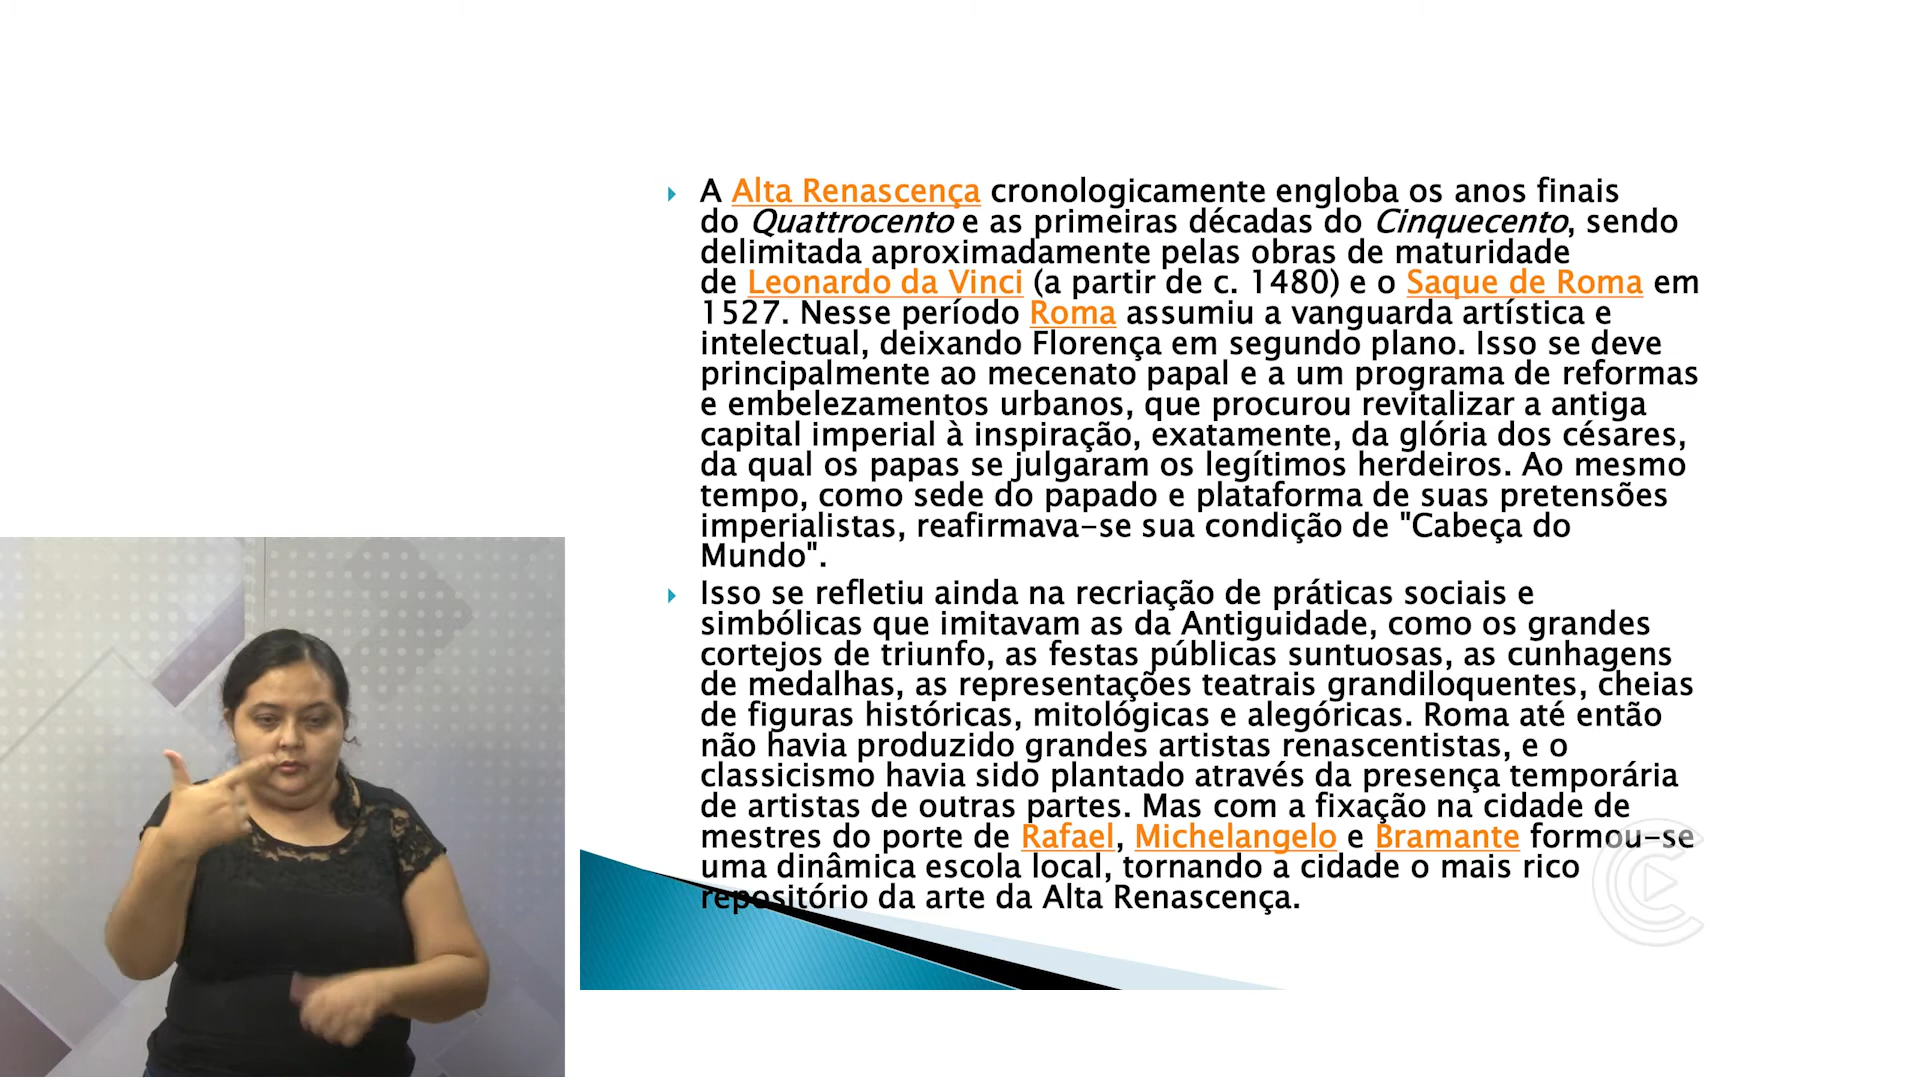 A Alta Renascença cronologicamente engloba os anos finais
do Quattrocento e as primeiras décadas do Cinquecento, sendo
delimitada aproximadamente pelas obras de maturidade
de Leonardo da Vinci (a partir de c. 1480) e o Saque de Roma em
1527. Nesse período Roma assumiu a vanguarda artística e
intelectual, deixando Florença em segundo plano. Isso se deve
principalmente ao mecenato papal e a um programa de reformas
e embelezamentos urbanos, que procurou revitalizar a antiga
capital imperial à inspiração, exatamente, da glória dos césares,
da qual os papas se julgaram os legítimos herdeiros. Ao mesmo
tempo, como sede do papado e plataforma de suas pretensões
imperialistas, reafirmava-se sua condição de "Cabeça do
Mundo".
Isso se refletiu ainda na recriação de práticas sociais e
simbólicas que imitavam as da Antiguidade, como os grandes
cortejos de triunfo, as festas públicas suntuosas, as cunhagens
de medalhas, as representações teatrais grandiloquentes, cheias
de figuras históricas, mitológicas e alegóricas. Roma até então
não havia produzido grandes artistas renascentistas, e o
classicismo havia sido plantado através da presença temporária
de artistas de outras partes. Mas com a fixação na cidade de
mestres do porte de Rafael, Michelangelo e Bramante formou-se
uma dinâmica escola local, tornando a cidade o mais rico
repositório da arte da Alta Renascença.